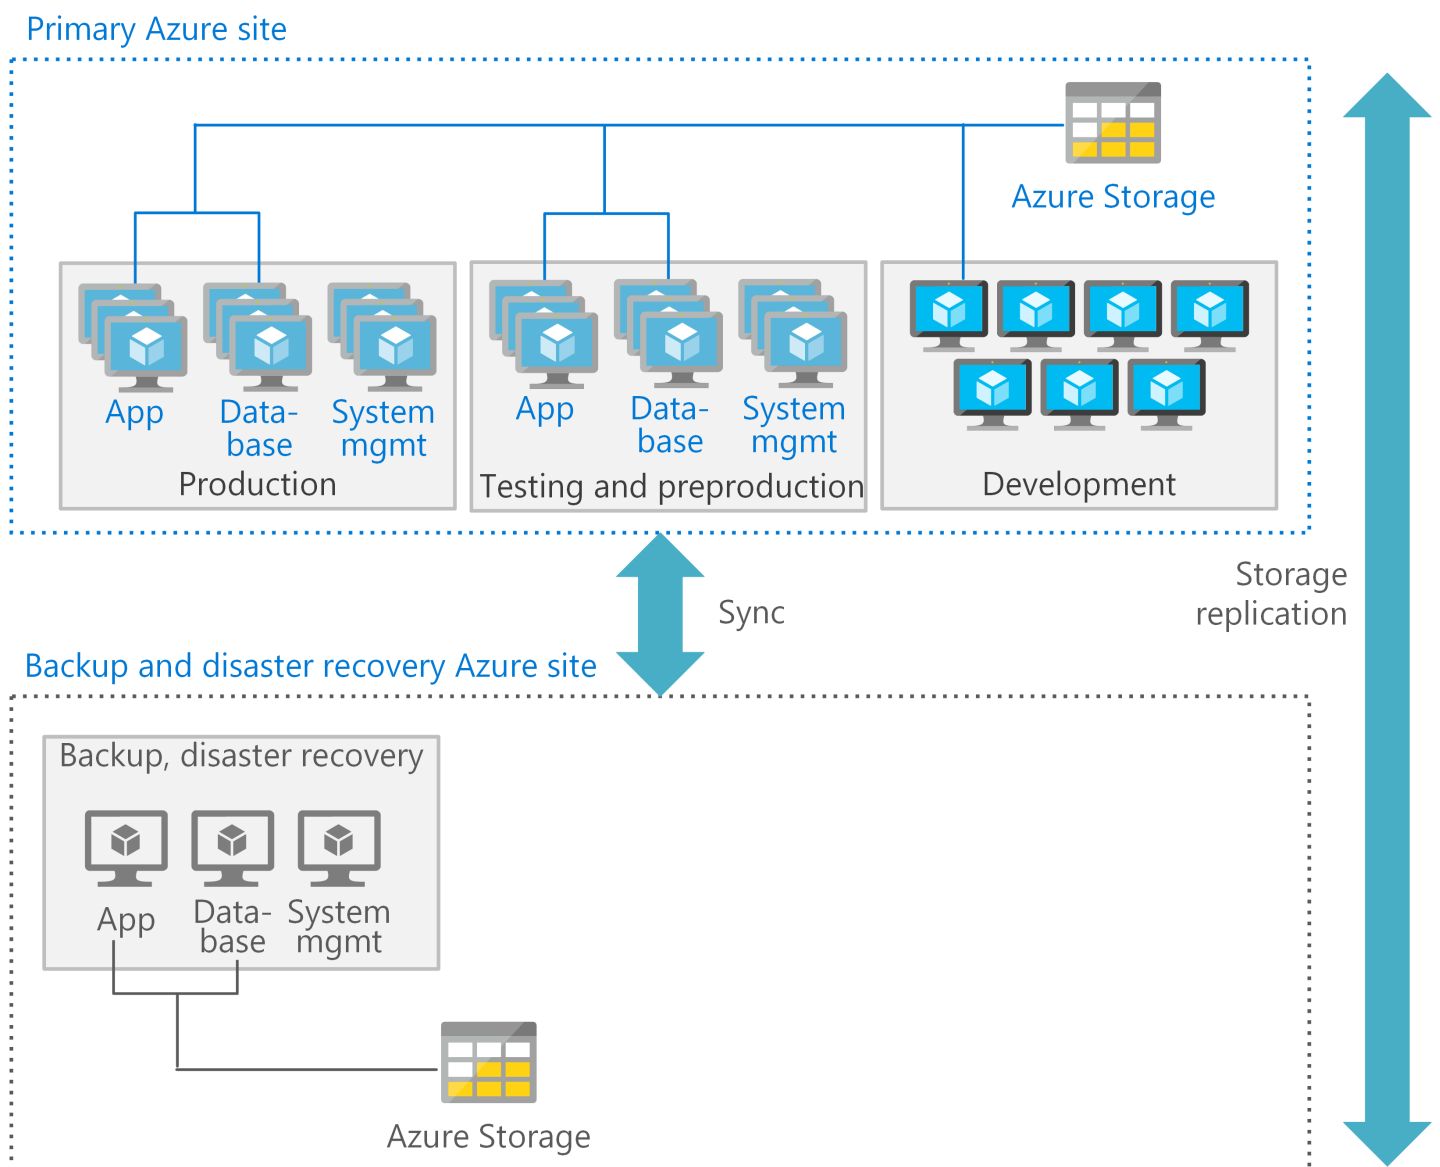 Primary Azure site
Azure Storage
App
Data-
base
System
mgmt
Production
App
Data-
base
System
mgmt
Testing and preproduction
Development
Sync
Storage
replication
Backup and disaster recovery Azure site
Backup, disaster recovery
App
Data-
base
System
mgmt
Azure Storage